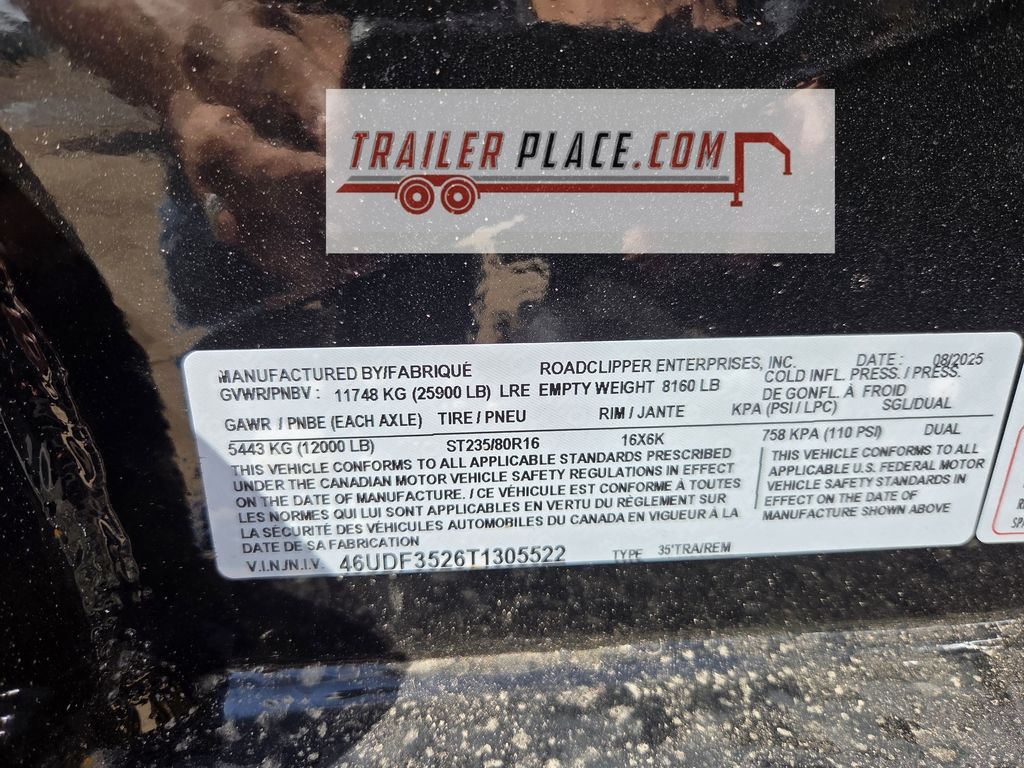 TRAILER PLACE.COM
MANUFACTURED BY/FABRIQUÉ ROADCLIPPER ENTERPRISES, INC. DATE: 08/2025
GVWR/PNBV: 11748 KG (25900 LB) LRE EMPTY WEIGHT 8160 LB COLD INFL. PRESS. / PRESS.
DE GONFL. À FROID
GAWR / PNBE (EACH AXLE) TIRE / PNEU RIM / JANTE KPA (PSI / LPC) SGL/DUAL
5443 KG (12000 LB) ST235/80R16 16X6K 758 KPA (110 PSI) DUAL
THIS VEHICLE CONFORMS TO ALL APPLICABLE STANDARDS PRESCRIBED
UNDER THE CANADIAN MOTOR VEHICLE SAFETY REGULATIONS IN EFFECT
ON THE DATE OF MANUFACTURE. / CE VÉHICULE EST CONFORME À TOUTES
LES NORMES QUI LUI SONT APPLICABLES EN VERTU DU RÉGLEMENT SUR
LA SÉCURITÉ DES VÉHICULES AUTOMOBILES DU CANADA EN VIGUEUR À LA
DATE DE SA FABRICATION
THIS VEHICLE CONFORMS TO ALL
APPLICABLE U.S. FEDERAL MOTOR
VEHICLE SAFETY STANDARDS IN
EFFECT ON THE DATE OF
MANUFACTURE SHOWN ABOVE
V.I.N./N.I.V. 46UDF3526T1305522 TYPE 35'TRA/REM